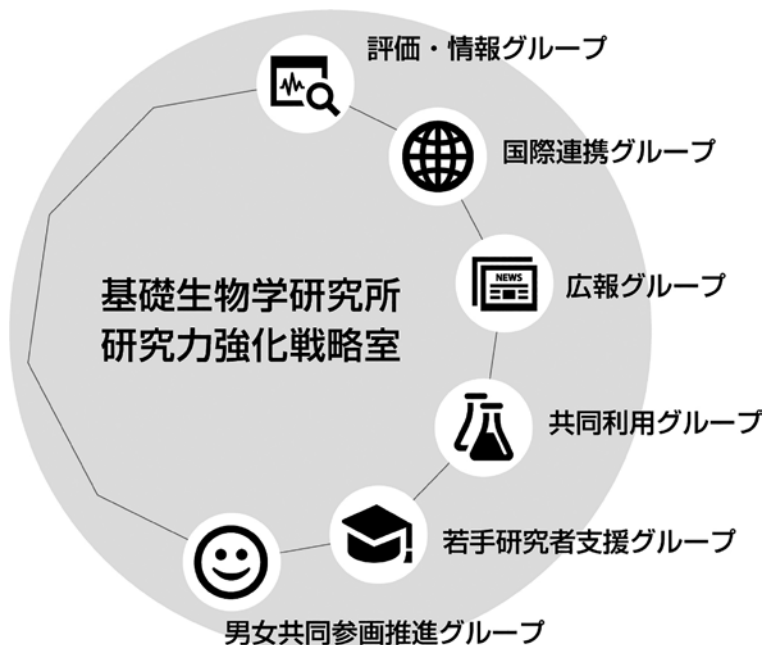 評価・情報グループ
国際連携グループ
NEWS
広報グループ
基礎生物学研究所
研究力強化戦略室
共同利用グループ
若手研究者支援グループ
男女共同参画推進グループ